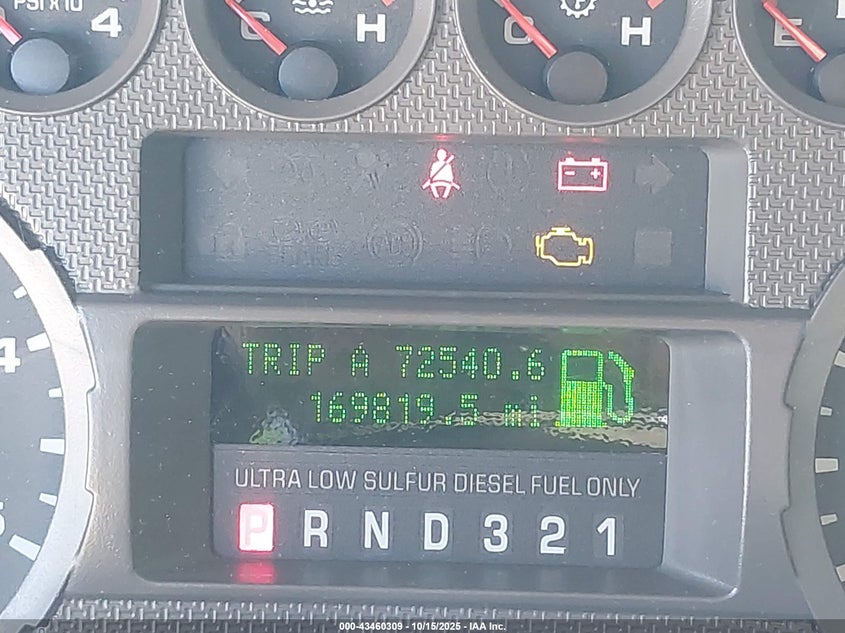 PSI x 10
4
C H
C H
E
TRIP A 72540.6
169819.5 mi
4
ULTRA LOW SULFUR DIESEL FUEL ONLY
P R N D 3 2 1
000-43460309 - 10/15/2025 - IAA Inc.